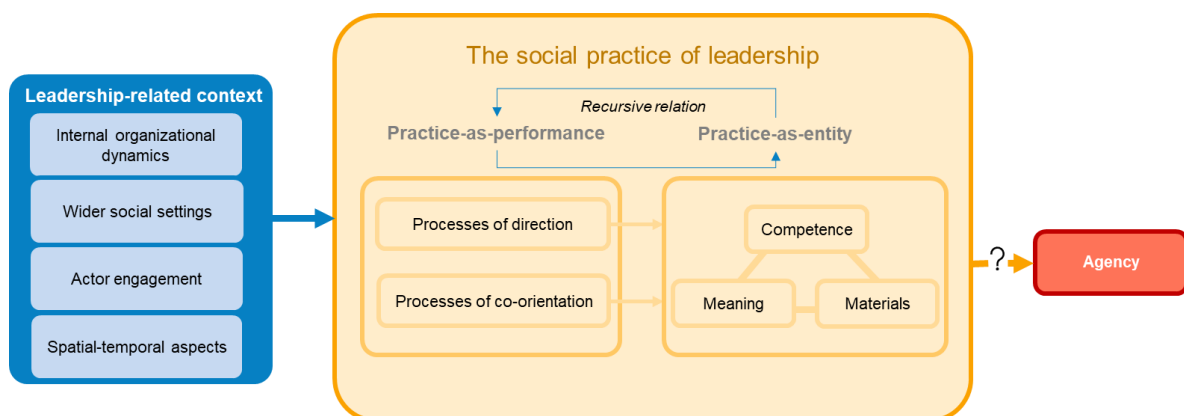 Leadership-related context
Internal organizational
dynamics
Wider social settings
Actor engagement
Spatial-temporal aspects
The social practice of leadership
Recursive relation
Practice-as-performance
Practice-as-entity
Processes of direction
Processes of co-orientation
Competence
Meaning
Materials
?
Agency